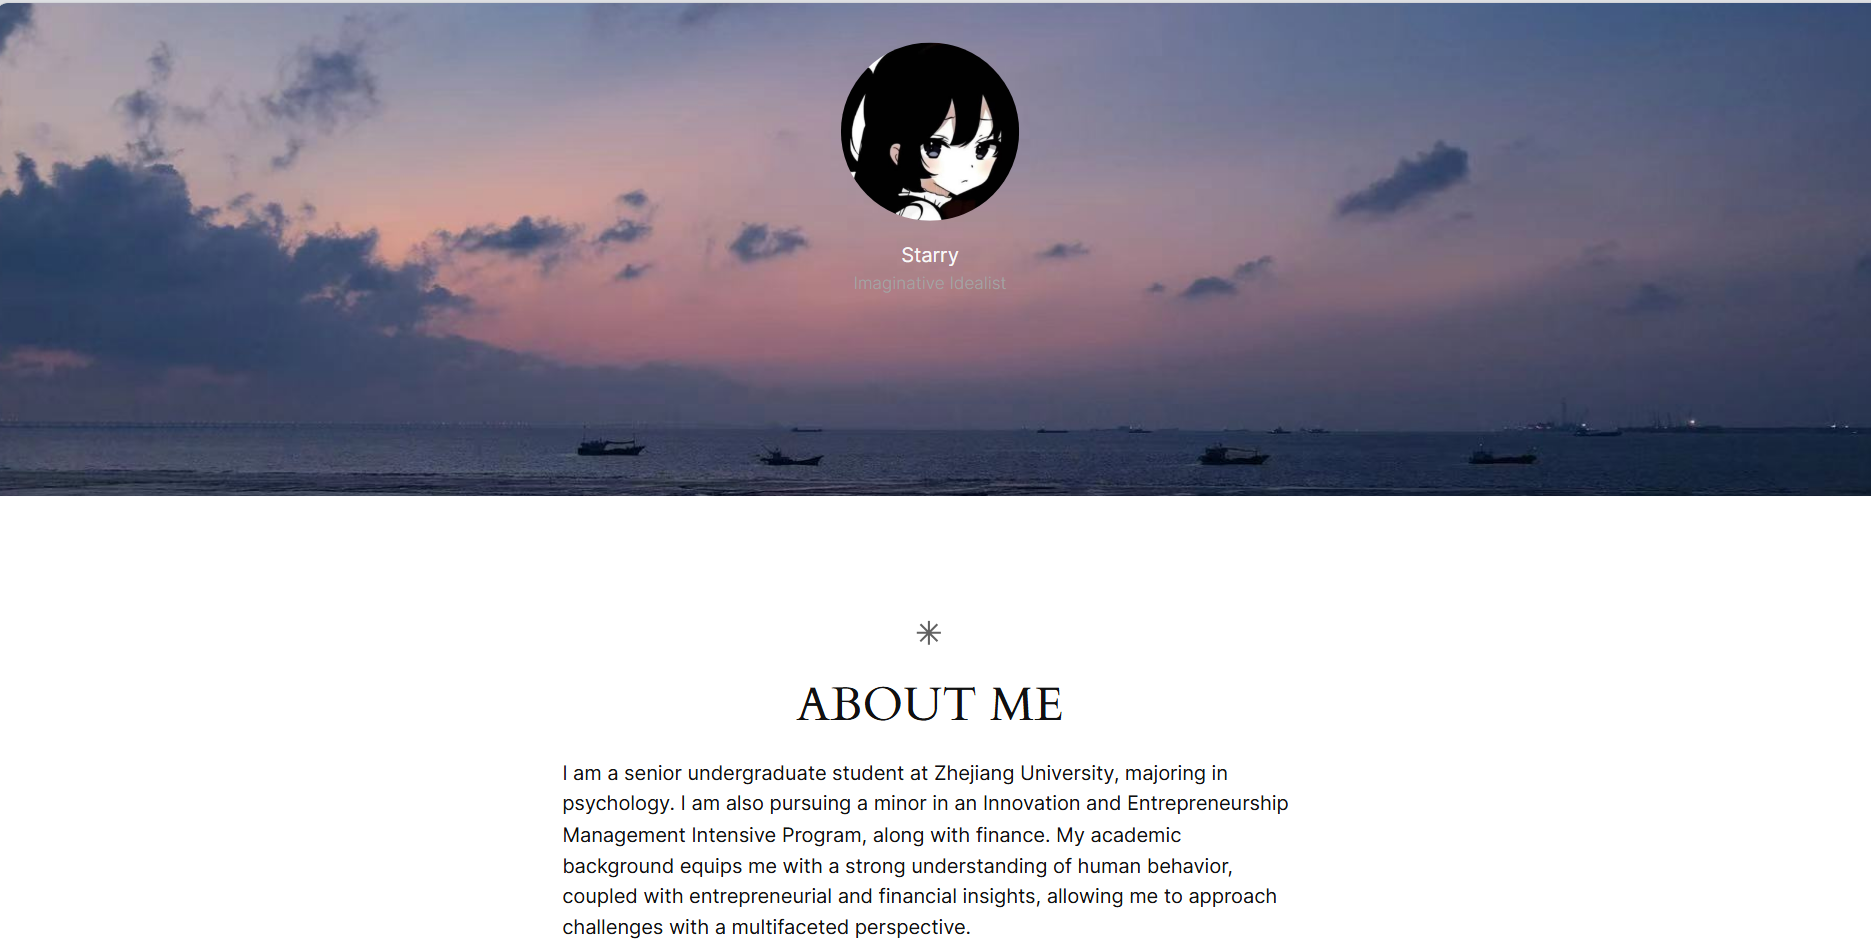 Starry
Imaginative Idealist
ABOUT ME
I am a senior undergraduate student at Zhejiang University, majoring in
psychology. I am also pursuing a minor in an Innovation and Entrepreneurship
Management Intensive Program, along with finance. My academic
background equips me with a strong understanding of human behavior,
coupled with entrepreneurial and financial insights, allowing me to approach
challenges with a multifaceted perspective.